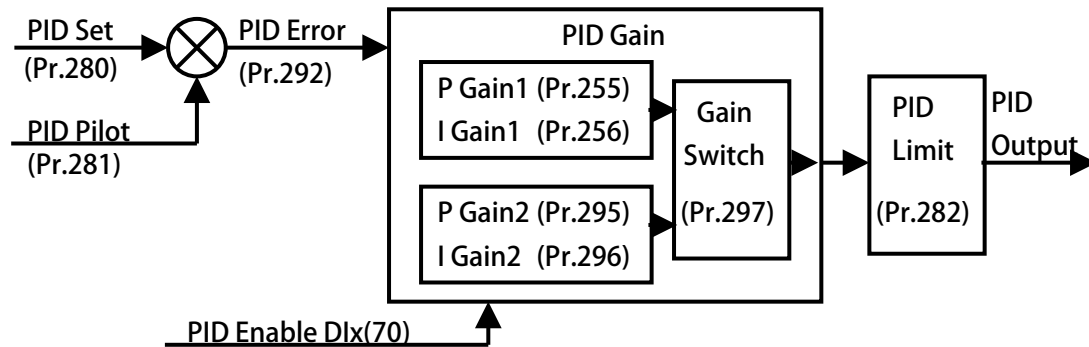 PID Set
(Pr.280)
PID Error
(Pr.292)
PID Pilot
(Pr.281)
PID Gain
P Gain1 (Pr.255)
I Gain1 (Pr.256)
P Gain2 (Pr.295)
I Gain2 (Pr.296)
Gain
Switch
(Pr.297)
PID
Limit
(Pr.282)
PID
Output
PID Enable DIx(70)